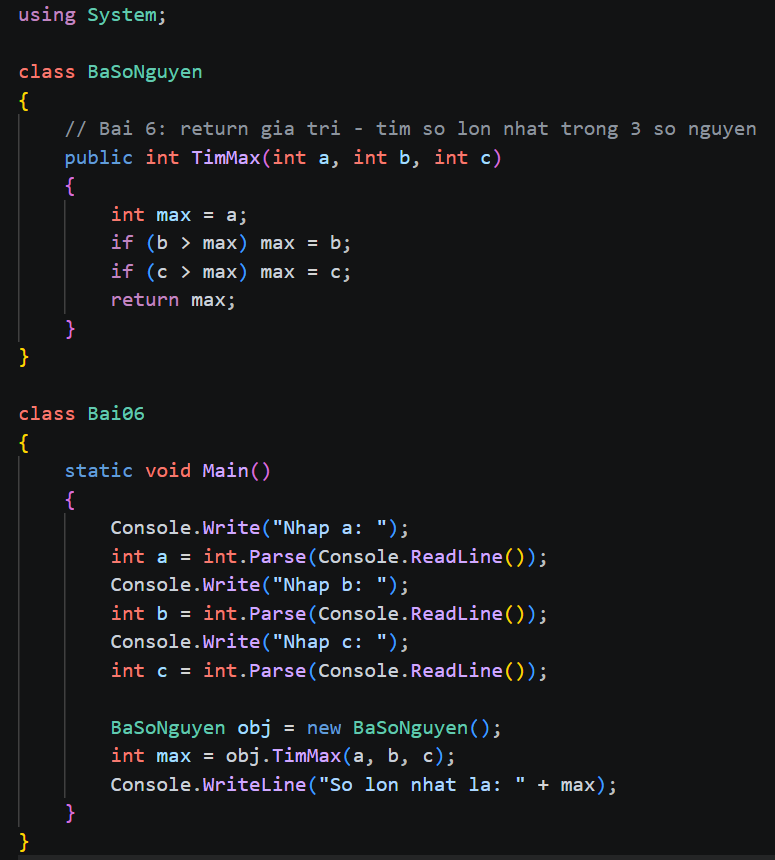 using System;
class BaSoNguyen
{
// Bai 6: return gia tri - tim so lon nhat trong 3 so nguyen
public int TimMax(int a, int b, int c)
{
int max = a;
if (b > max) max = b;
if (c > max) max = c;
return max;
}
}
class Bai06
{
static void Main()
{
Console.Write("Nhap a: ");
int a = int.Parse(Console.ReadLine());
Console.Write("Nhap b: ");
int b = int.Parse(Console.ReadLine());
Console.Write("Nhap c: ");
int c = int.Parse(Console.ReadLine());
BaSoNguyen obj = new BaSoNguyen();
int max = obj.TimMax(a, b, c);
Console.WriteLine("So lon nhat la: " + max);
}
}